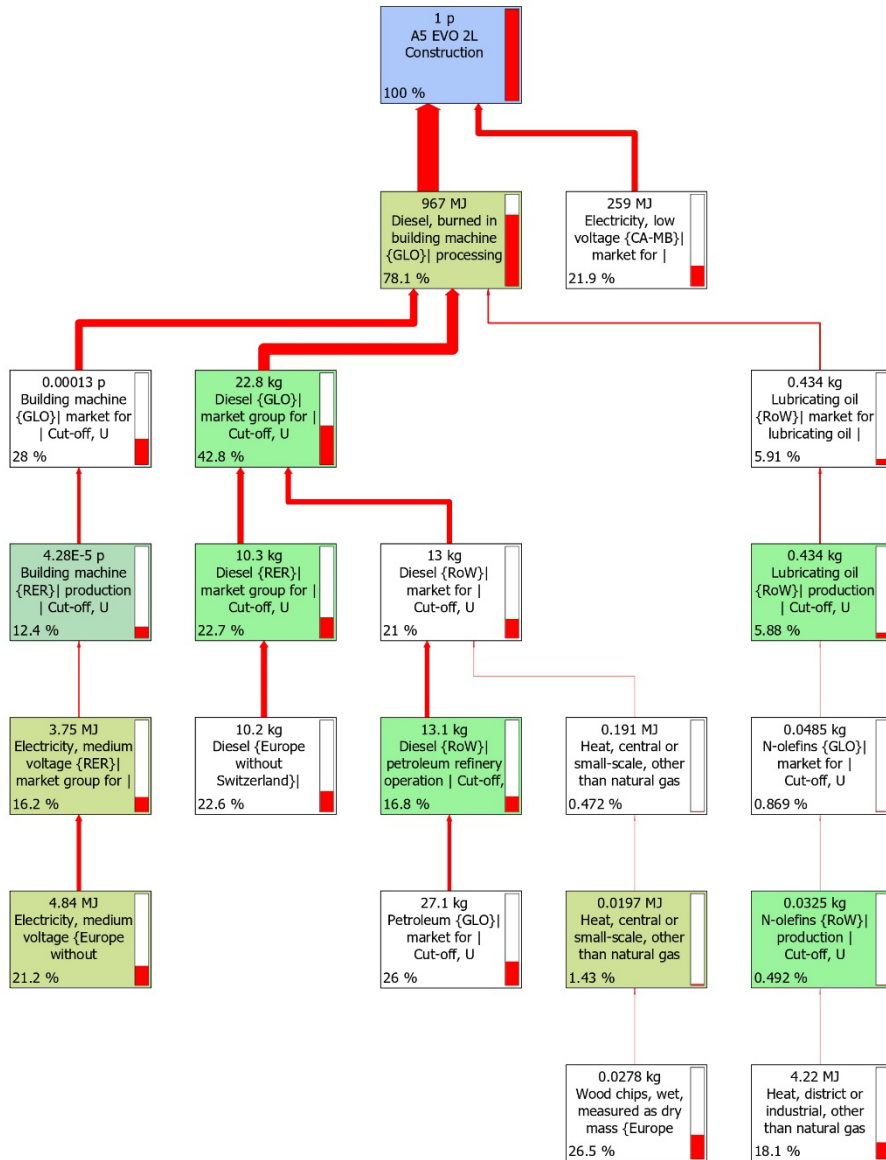 1 p
A5 EVO 2L
Construction
100 %
967 MJ
Diesel, burned in
building machine
{GLO}| processing
78.1 %
259 MJ
Electricity, low
voltage {CA-MB}|
market for |
21.9 %
0.00013 p
Building machine
{GLO}| market for
| Cut-off, U
28 %
22.8 kg
Diesel {GLO}|
market group for |
Cut-off, U
42.8 %
0.434 kg
Lubricating oil
{RoW}| market for
lubricating oil |
5.91 %
4.28E-5 p
Building machine
{RER}| production
| Cut-off, U
12.4 %
10.3 kg
Diesel {RER}|
market group for |
Cut-off, U
22.7 %
13 kg
Diesel {RoW}|
market for |
Cut-off, U
21 %
0.434 kg
Lubricating oil
{RoW}| production
| Cut-off, U
5.88 %
3.75 MJ
Electricity, medium
voltage {RER}|
market group for |
16.2 %
10.2 kg
Diesel {Europe
without
Switzerland}|
22.6 %
13.1 kg
Diesel {RoW}|
petroleum refinery
operation | Cut-off,
16.8 %
0.191 MJ
Heat, central or
small-scale, other
than natural gas
0.472 %
0.0485 kg
N-olefins {GLO}|
market for |
Cut-off, U
0.869 %
4.84 MJ
Electricity, medium
voltage {Europe
without
21.2 %
27.1 kg
Petroleum {GLO}|
market for |
Cut-off, U
26 %
0.0197 MJ
Heat, central or
small-scale, other
than natural gas
1.43 %
0.0325 kg
N-olefins {RoW}|
production |
Cut-off, U
0.492 %
0.0278 kg
Wood chips, wet,
measured as dry
mass {Europe
26.5 %
4.22 MJ
Heat, district or
industrial, other
than natural gas
18.1 %